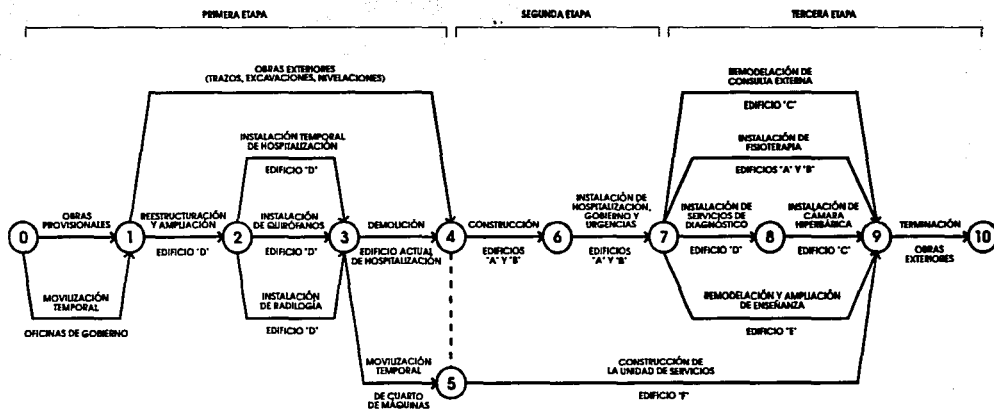 PRIMERA ETAPA
SEGUNDA ETAPA
TERCERA ETAPA
OBRAS EXTERIORES
(TRAZOS, EXCAVACIONES, NIVELACIONES)
REMODELACIÓN DE
CONSULTA EXTERNA
EDIFICIO "C"
INSTALACIÓN TEMPORAL
DE HOSPITALIZACIÓN
EDIFICIO "D"
INSTALACIÓN DE
FISIOTERAPIA
EDIFICIOS "A" Y "B"
OBRAS
PROVISIONALES
REESTRUCTURACIÓN
Y AMPLIACIÓN
EDIFICIO "D"
INSTALACIÓN
DE QUIRÓFANOS
EDIFICIO "D"
DEMOLICIÓN
EDIFICIO ACTUAL
DE HOSPITALIZACIÓN
CONSTRUCCIÓN
EDIFICIOS
"A" Y "B"
INSTALACIÓN DE
HOSPITALIZACIÓN,
GOBIERNO Y
URGENCIAS
EDIFICIOS
"A" Y "B"
INSTALACIÓN DE
SERVICIOS DE
DIAGNÓSTICO
EDIFICIO "D"
INSTALACIÓN DE
CÁMARA
HIPERBÁRICA
EDIFICIO "C"
TERMINACIÓN
OBRAS
EXTERIORES
0
1
2
3
4
6
7
8
9
10
MOVILIZACIÓN
TEMPORAL
OFICINAS DE GOBIERNO
INSTALACIÓN
DE RADILOGÍA
EDIFICIO "D"
REMODELACIÓN Y AMPLIACIÓN
DE ENSEÑANZA
EDIFICIO "E"
MOVILIZACIÓN
TEMPORAL
DE CUARTO
DE MÁQUINAS
5
CONSTRUCCIÓN DE
LA UNIDAD DE SERVICIOS
EDIFICIO "F"